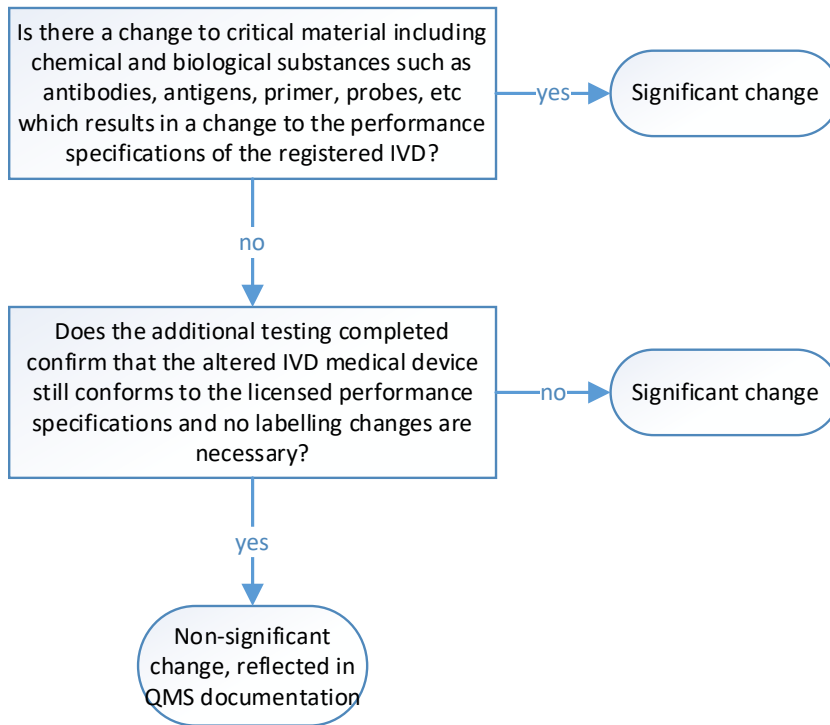 Is there a change to critical material including
chemical and biological substances such as
antibodies, antigens, primer, probes, etc
which results in a change to the performance
specifications of the registered IVD?
yes
Significant change
no
Does the additional testing completed
confirm that the altered IVD medical device
still conforms to the licensed performance
specifications and no labelling changes are
necessary?
no
Significant change
yes
Non-significant
change, reflected in
QMS documentation